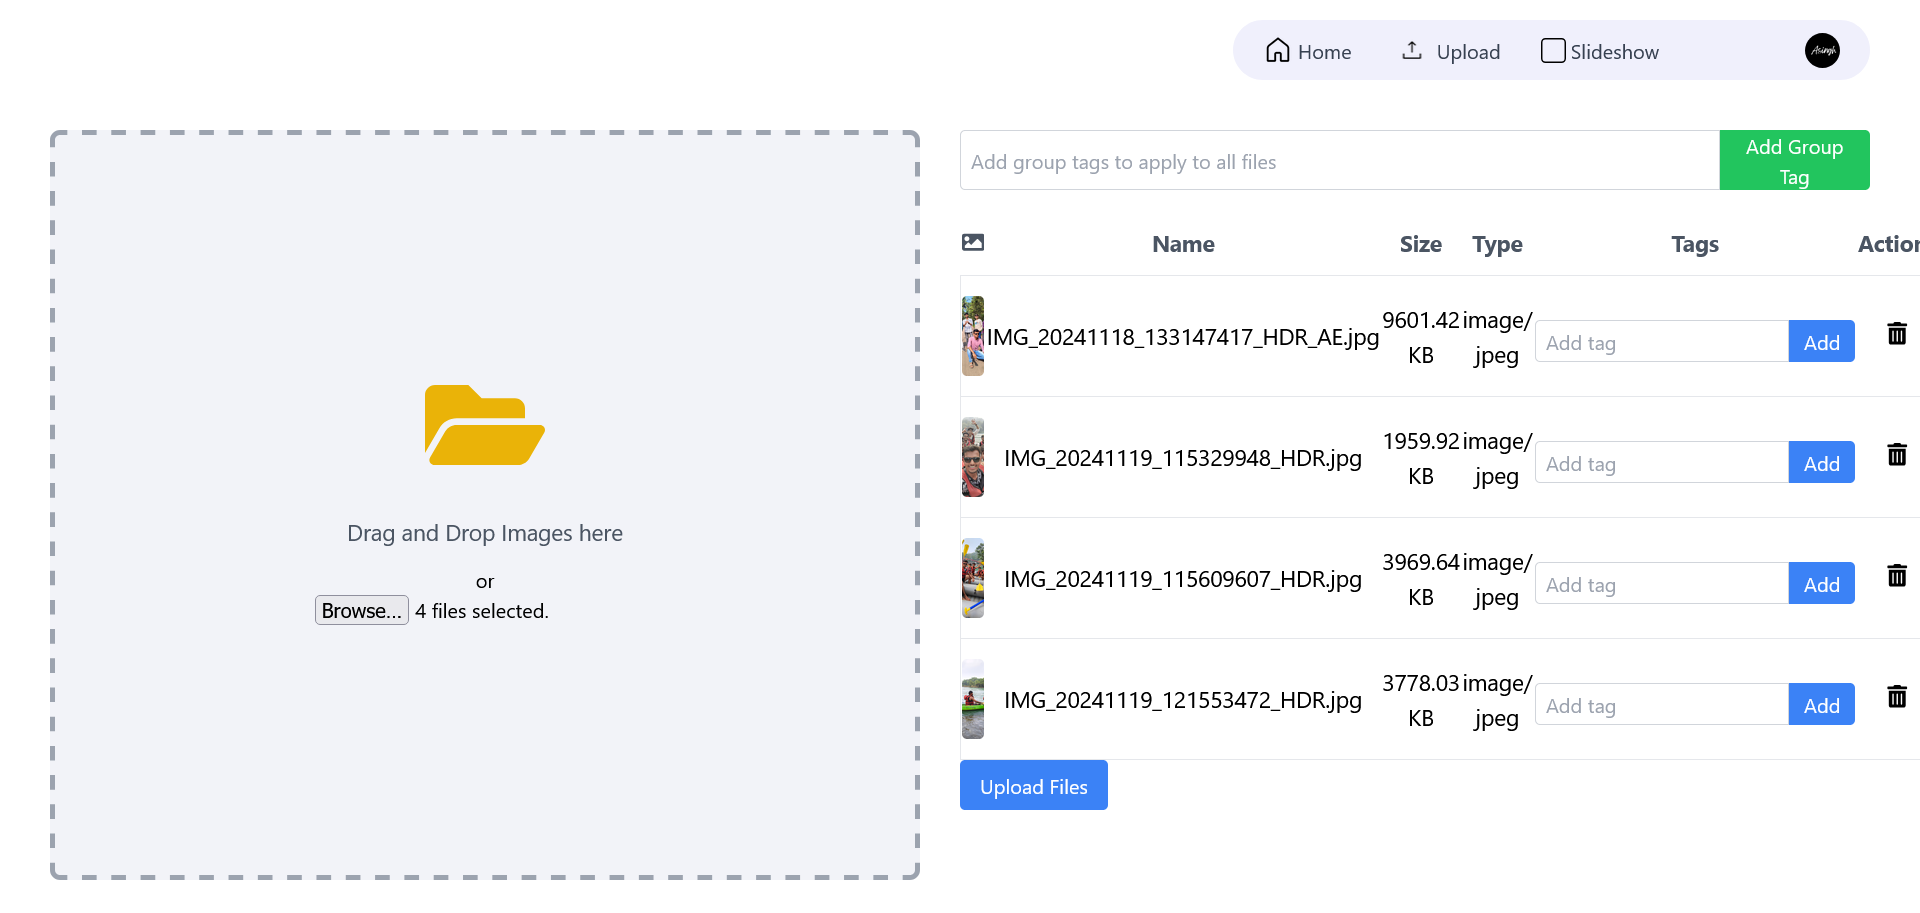 Home Upload Slideshow Asingh
Add group tags to apply to all files
Add Group
Tag
Name Size Type Tags Action
IMG_20241118_133147417_HDR_AE.jpg 9601.42 KB image/jpeg Add tag Add
IMG_20241119_115329948_HDR.jpg 1959.92 KB image/jpeg Add tag Add
IMG_20241119_115609607_HDR.jpg 3969.64 KB image/jpeg Add tag Add
IMG_20241119_121553472_HDR.jpg 3778.03 KB image/jpeg Add tag Add
Upload Files
Drag and Drop Images here
or
Browse... 4 files selected.